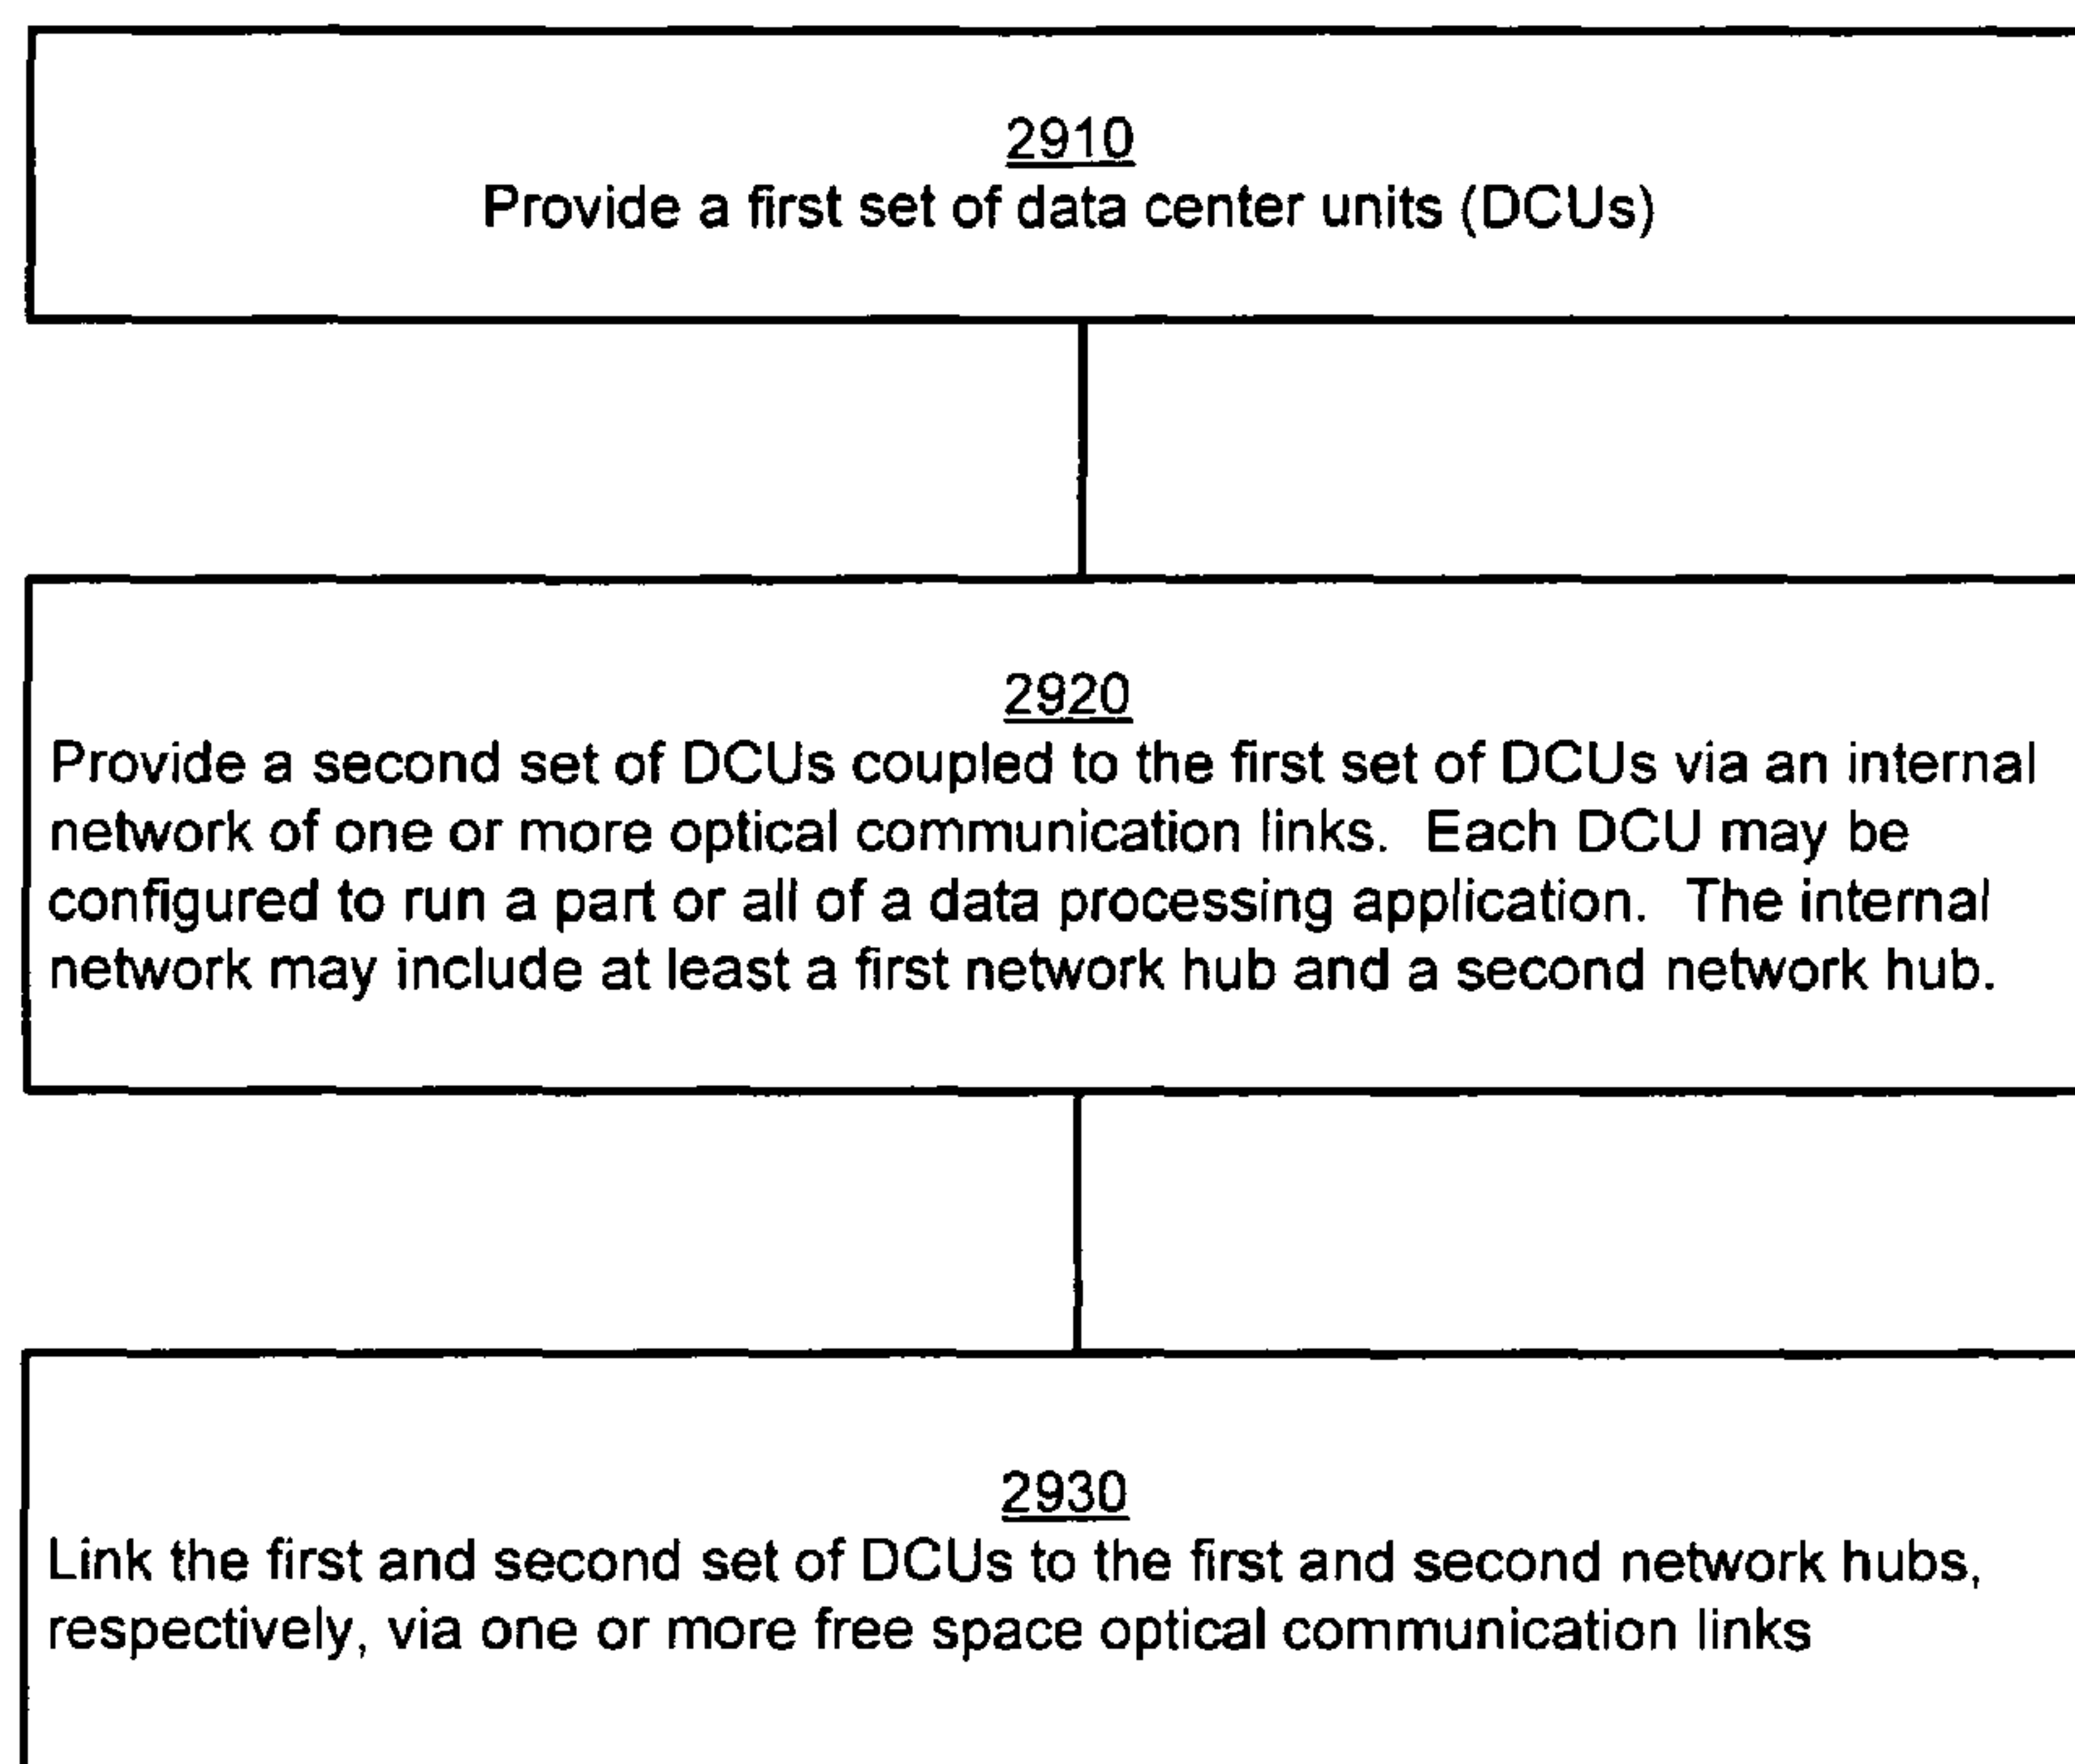 2910
Provide a first set of data center units (DCUs)
2920
Provide a second set of DCUs coupled to the first set of DCUs via an internal
network of one or more optical communication links.  Each DCU may be
configured to run a part or all of a data processing application.  The internal
network may include at least a first network hub and a second network hub.
2930
Link the first and second set of DCUs to the first and second network hubs,
respectively, via one or more free space optical communication links